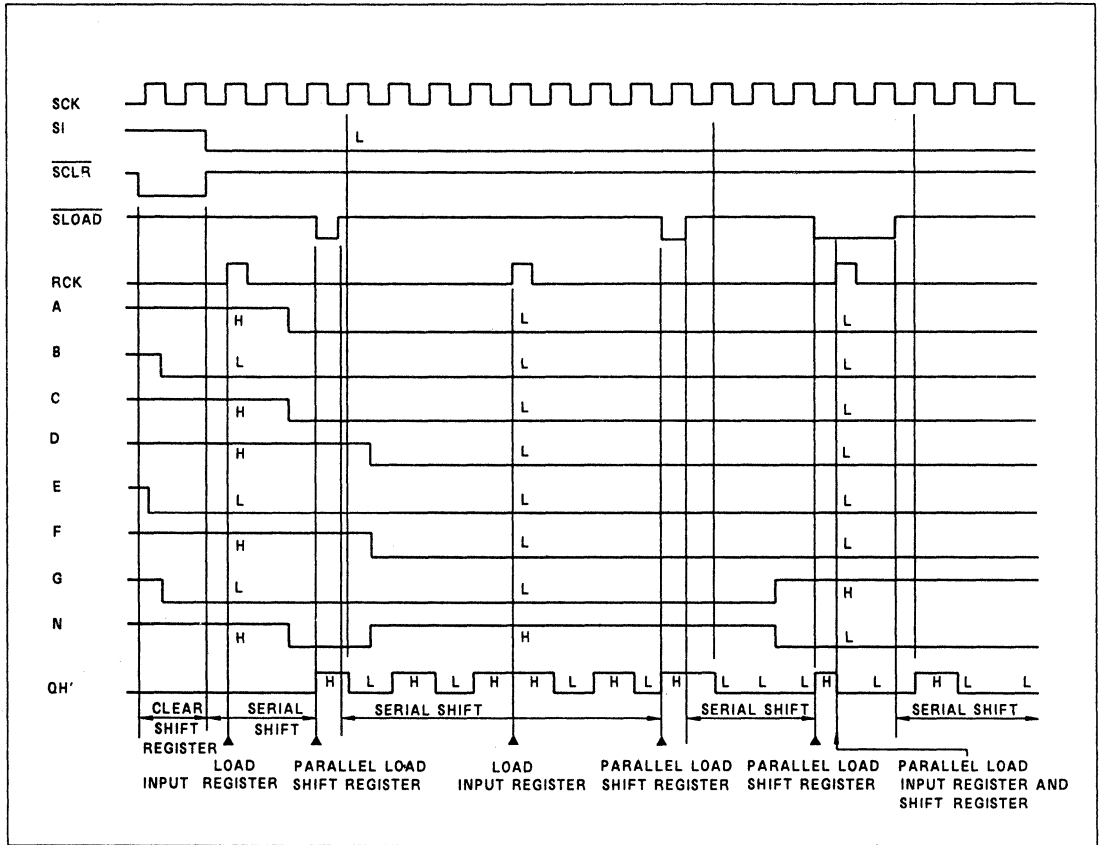 SCK
SI L
SCLR
SLOAD
RCK
A H L L
B L L L
C H L L
D H L L
E L L L
F H L L
G L L H
N H H L
QH' H L H L H H L H L H L L L H L H L L
CLEAR SERIAL SERIAL SHIFT SERIAL SHIFT SERIAL SHIFT
SHIFT SHIFT
REGISTER
LOAD PARALLEL LOAD LOAD PARALLEL LOAD PARALLEL LOAD PARALLEL LOAD
INPUT REGISTER SHIFT REGISTER INPUT REGISTER SHIFT REGISTER SHIFT REGISTER INPUT REGISTER AND
SHIFT REGISTER